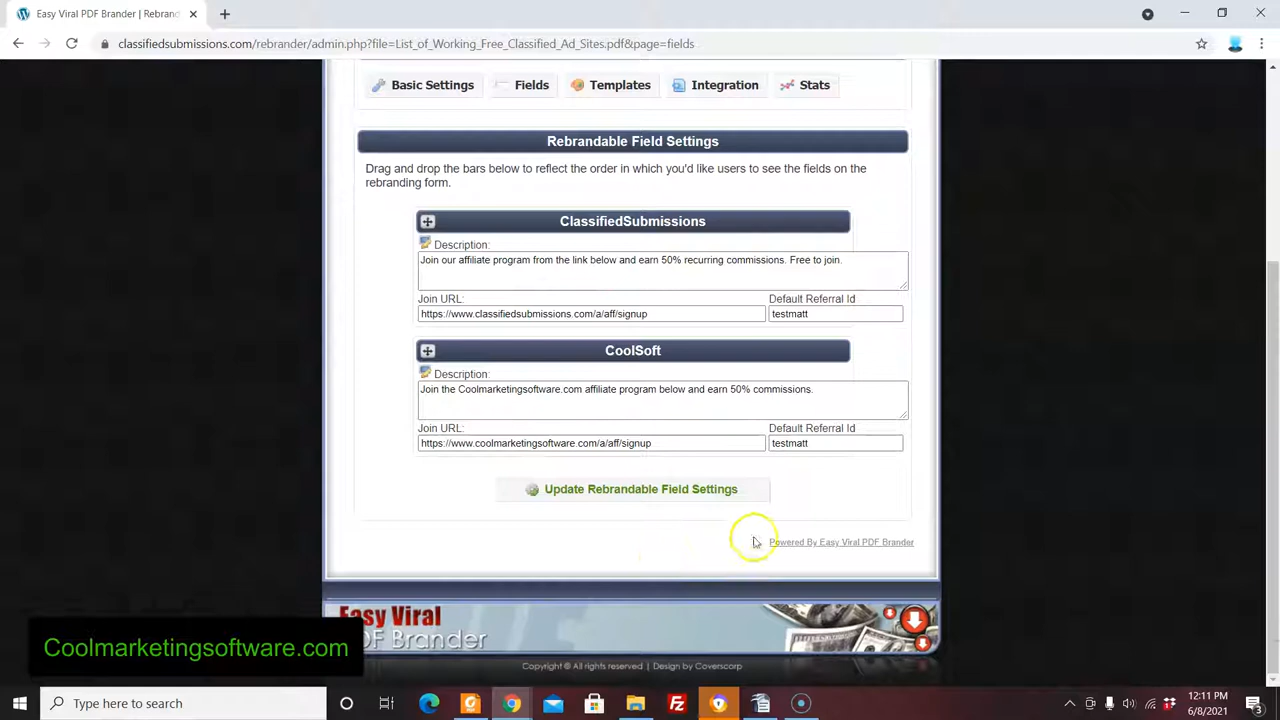 Easy Viral PDF Brander | Rebrand
classifiedsubmissions.com/rebrander/admin.php?file=List_of_Working_Free_Classified_Ad_Sites.pdf&page=fields
Basic Settings Fields Templates Integration Stats
Rebrandable Field Settings
Drag and drop the bars below to reflect the order in which you'd like users to see the fields on the
rebranding form.
ClassifiedSubmissions
Description:
Join our affiliate program from the link below and earn 50% recurring commissions. Free to join.
Join URL: Default Referral Id
https://www.classifiedsubmissions.com/a/aff/signup testmatt
CoolSoft
Description:
Join the Coolmarketingsoftware.com affiliate program below and earn 50% commissions.
Join URL: Default Referral Id
https://www.coolmarketingsoftware.com/a/aff/signup testmatt
Update Rebrandable Field Settings
Powered By Easy Viral PDF Brander
Easy Viral
PDF Brander
Coolmarketingsoftware.com
Copyright © All rights reserved | Design by Coverscorp
Type here to search
12:11 PM
6/8/2021
3